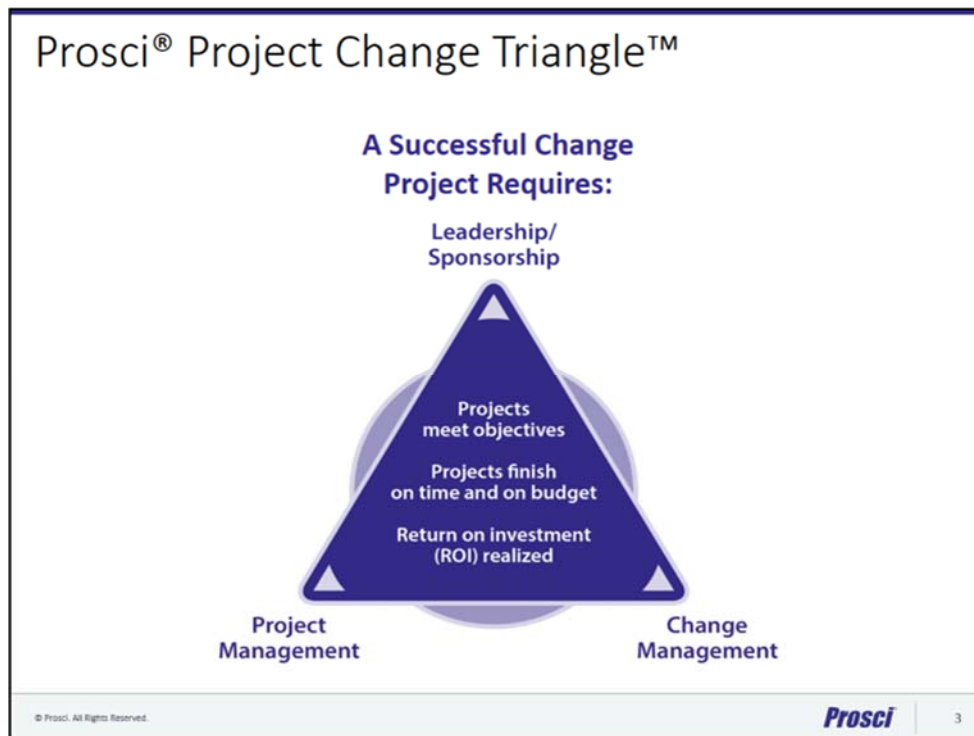 Prosci® Project Change Triangle™
A Successful Change
Project Requires:
Leadership/
Sponsorship
Projects
meet objectives
Projects finish
on time and on budget
Return on investment
(ROI) realized
Project
Management
Change
Management
© Prosci. All Rights Reserved.
Prosci
3